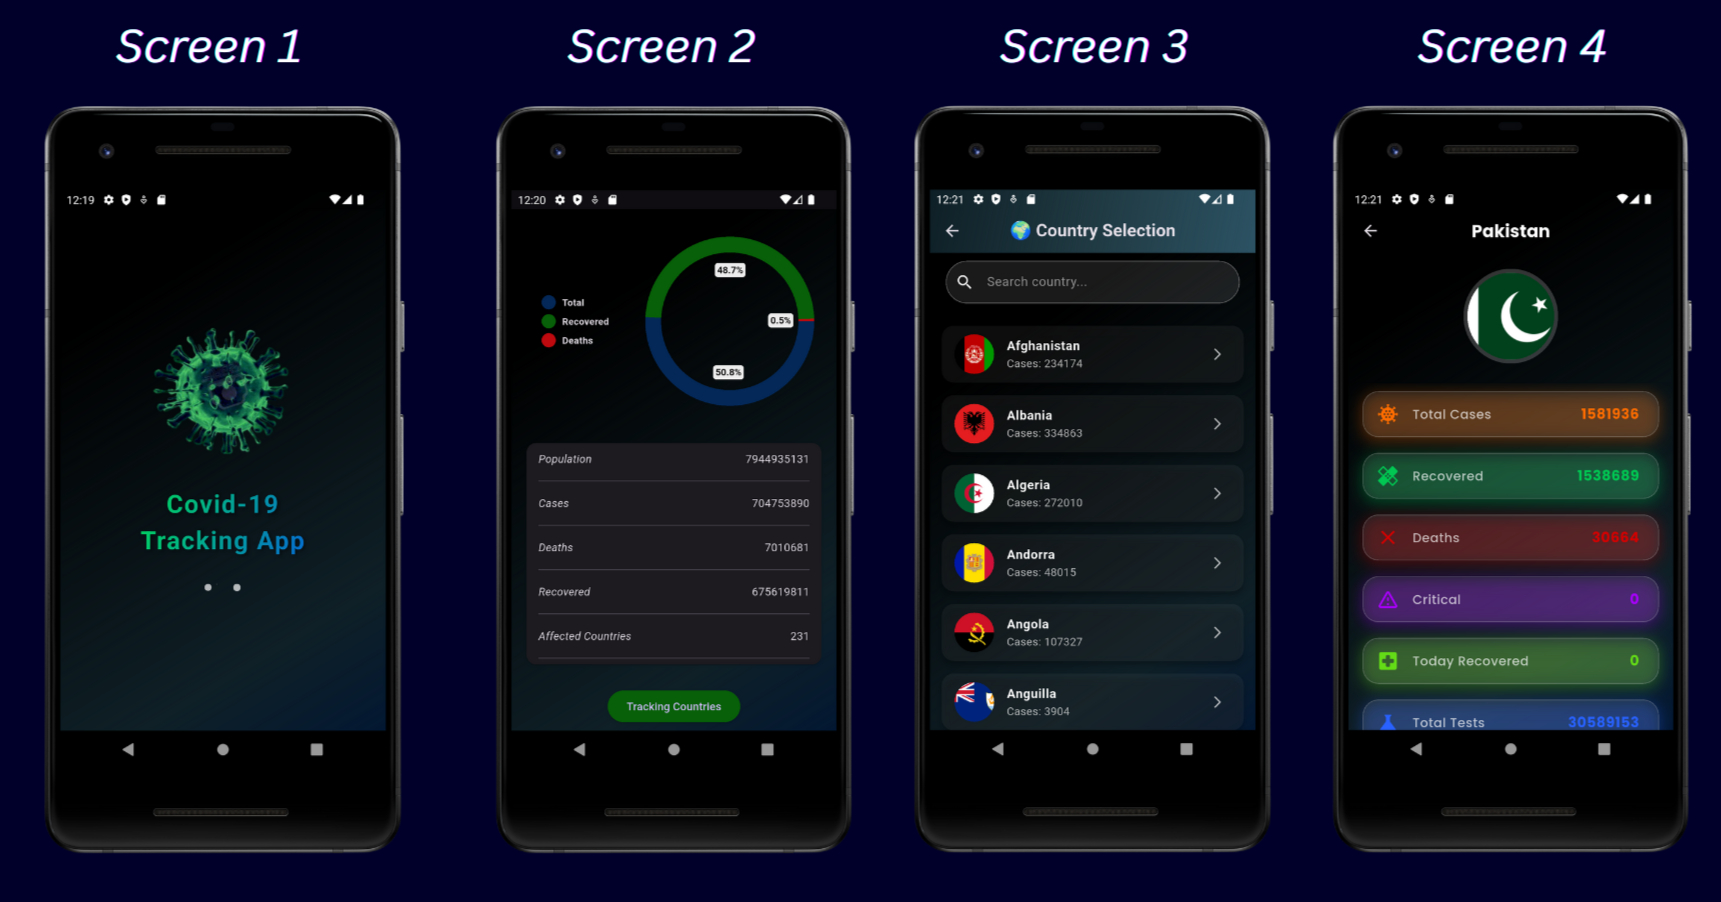 Screen 1
Screen 2
Screen 3
Screen 4
12:19
Covid-19
Tracking App
12:20
Total
Recovered
Deaths
48.7%
0.5%
50.8%
Population 7944935131
Cases 704753890
Deaths 7010681
Recovered 675619811
Affected Countries 231
Tracking Countries
12:21
Country Selection
Search country...
Afghanistan
Cases: 234174
Albania
Cases: 334863
Algeria
Cases: 272010
Andorra
Cases: 48015
Angola
Cases: 107327
Anguilla
Cases: 3904
12:21
Pakistan
Total Cases 1581936
Recovered 1538689
Deaths 30664
Critical 0
Today Recovered 0
Total Tests 30589153